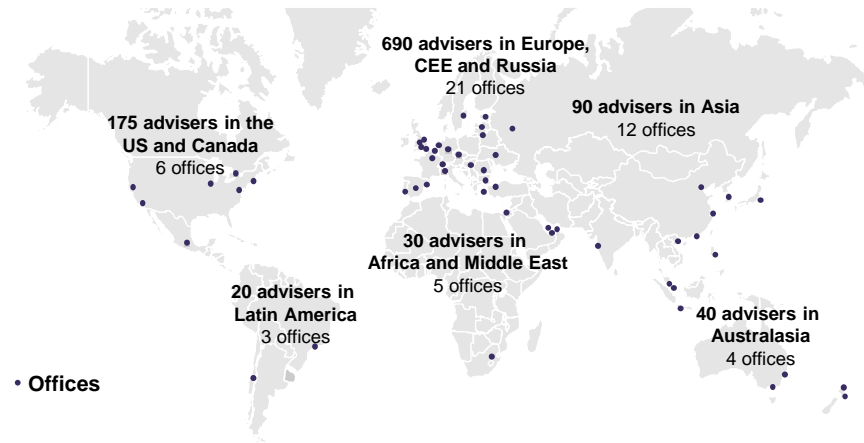 690 advisers in Europe,
CEE and Russia
21 offices
90 advisers in Asia
12 offices
175 advisers in the
US and Canada
6 offices
30 advisers in
Africa and Middle East
5 offices
20 advisers in
Latin America
3 offices
40 advisers in
Australasia
4 offices
• Offices